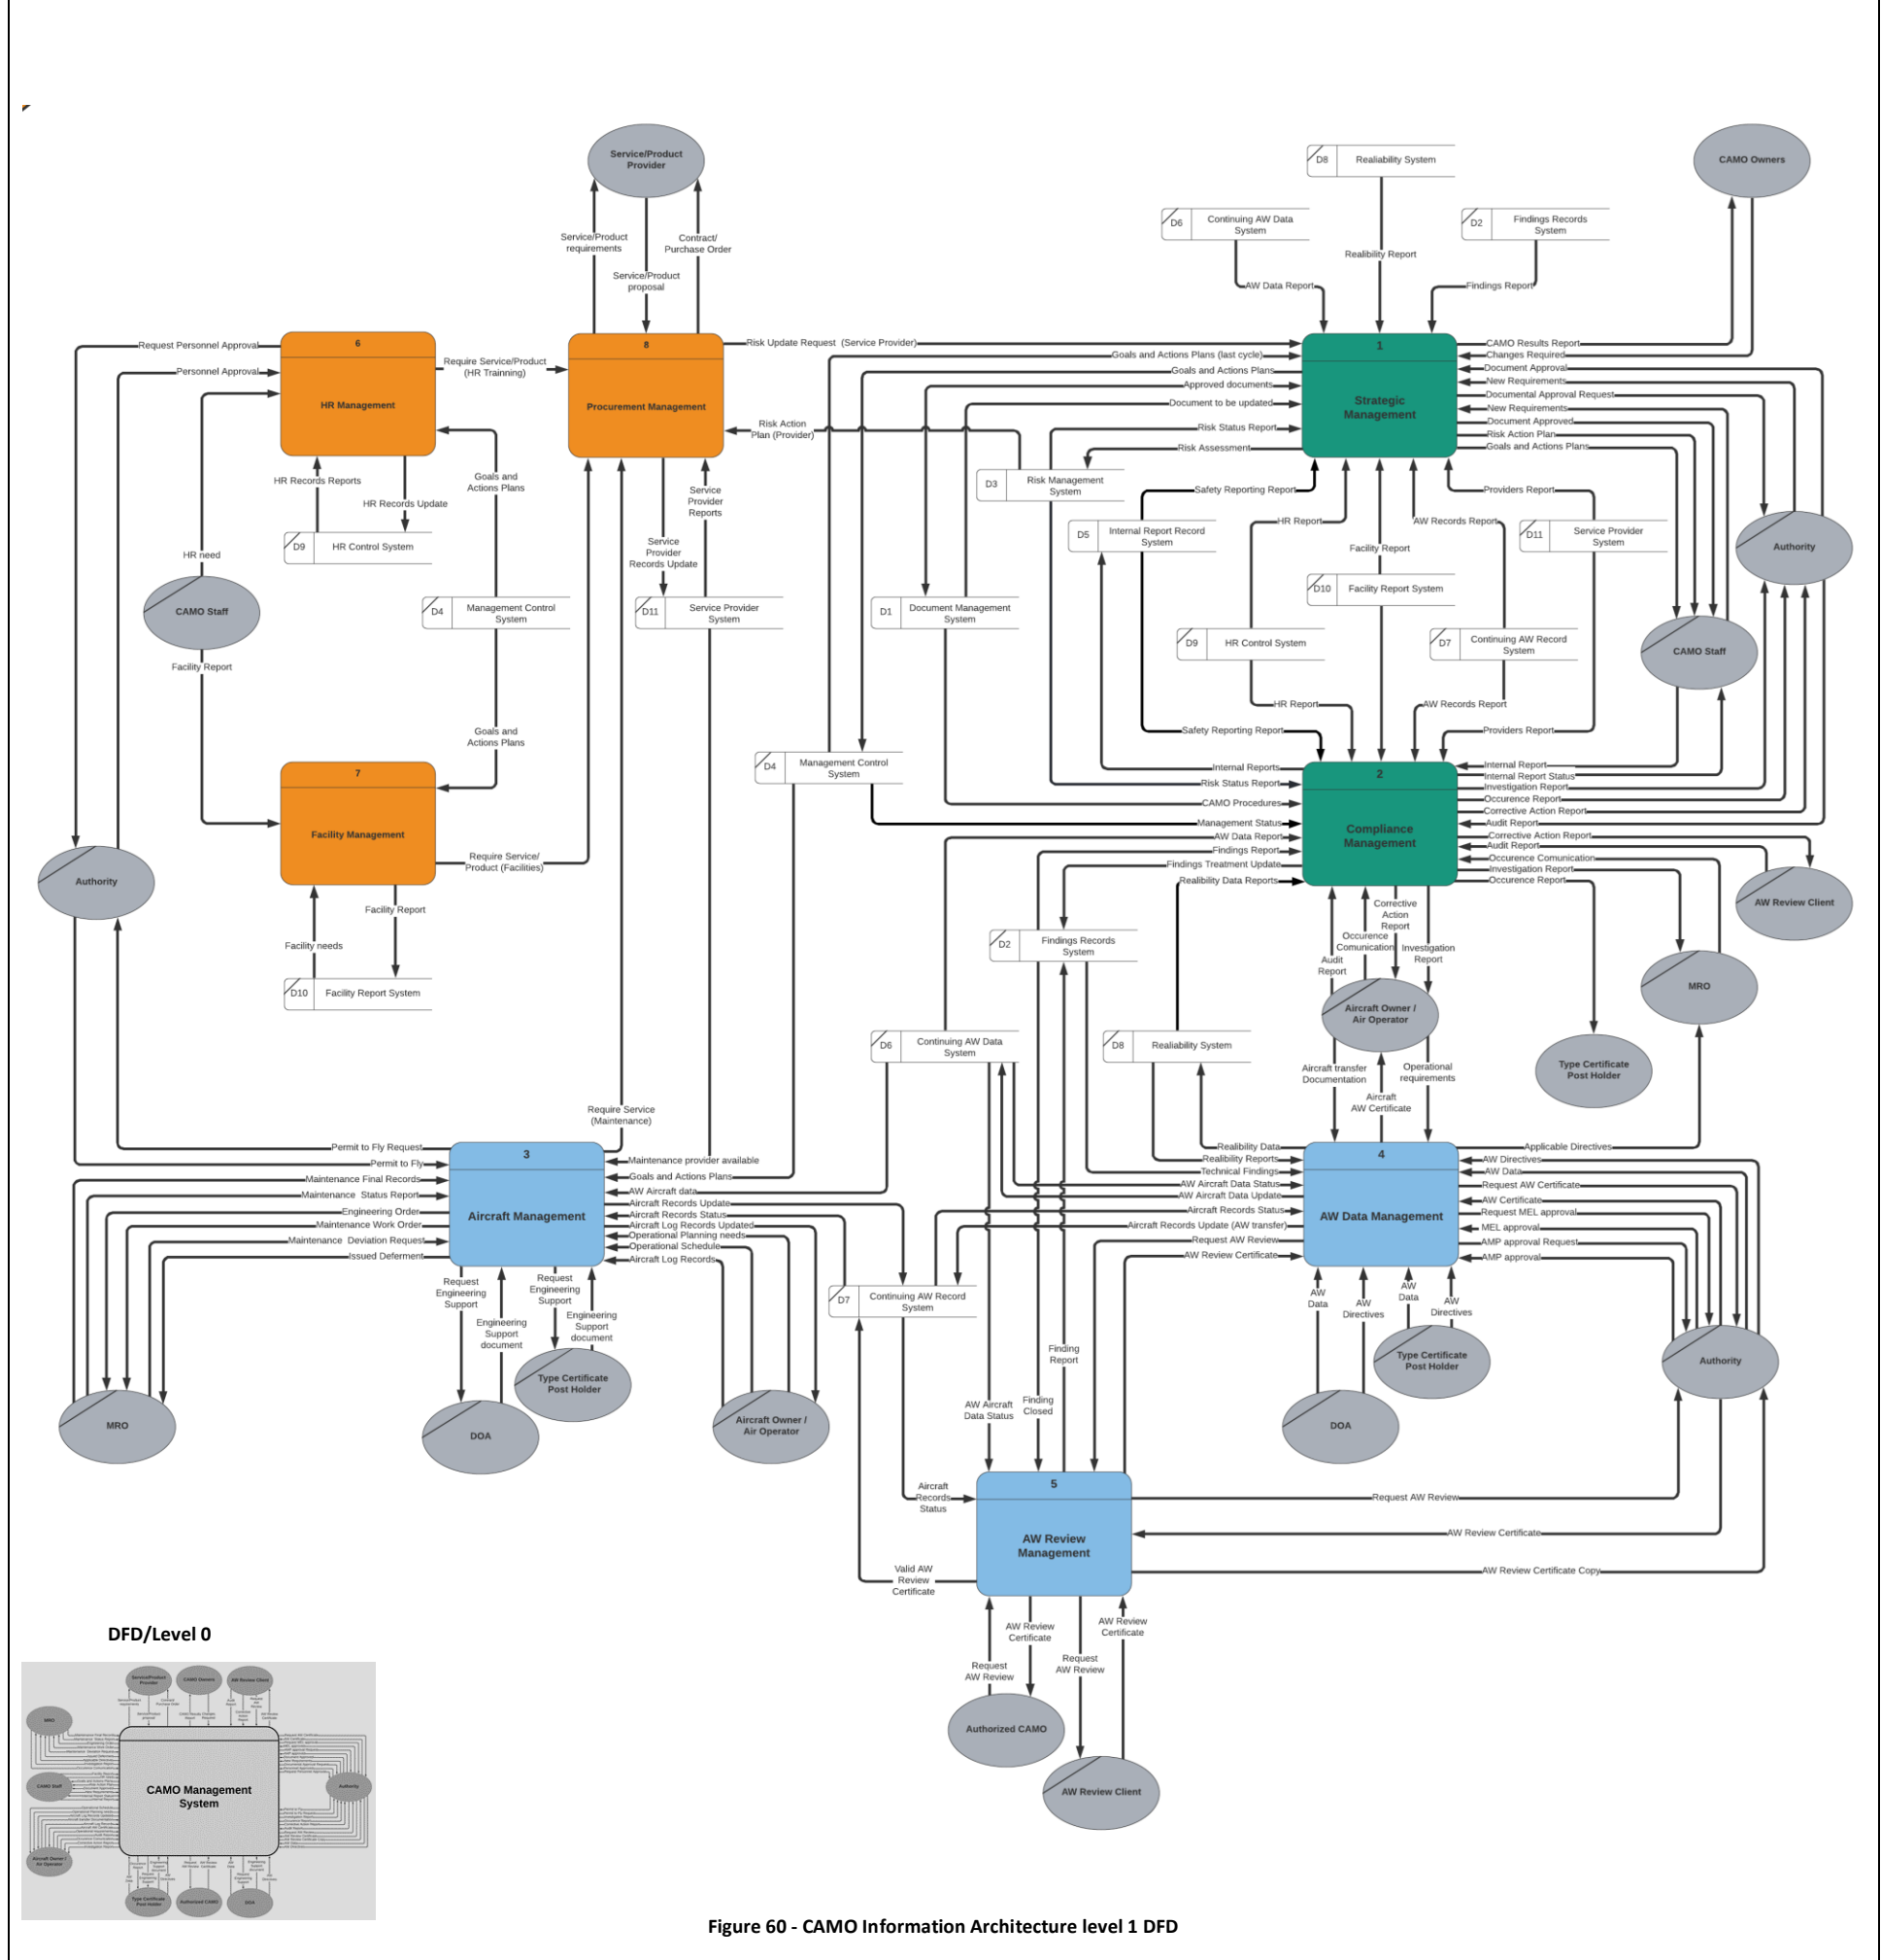 Service/Product
Provider
D8
Realiability System
CAMO Owners
D6
Continuing AW Data
System
D2
Findings Records
System
Service/Product
requirements
Contract/
Purchase Order
Service/Product
proposal
Realibility Report
AW Data Report
Findings Report
6
HR Management
8
Procurement Management
1
Strategic
Management
Request Personnel Approval
Personnel Approval
Require Service/Product
(HR Trainning)
Risk Update Request  (Service Provider)
Goals and Actions Plans (last cycle)
Goals and Actions Plans
Approved documents
Document to be updated
Risk Action
Plan (Provider)
Risk Status Report
Risk Assessment
CAMO Results Report
Changes Required
Document Approval
New Requirements
Documental Approval Request
New Requirements
Document Approved
Risk Action Plan
Goals and Actions Plans
HR Records Reports
HR Records Update
Goals and
Actions Plans
Service
Provider
Reports
Service
Provider
Records Update
D3
Risk Management
System
Safety Reporting Report
Providers Report
D5
Internal Report Record
System
HR Report
AW Records Report
Facility Report
D11
Service Provider
System
Authority
D9
HR Control System
HR need
CAMO Staff
D4
Management Control
System
D11
Service Provider
System
D1
Document Management
System
D10
Facility Report System
D9
HR Control System
D7
Continuing AW Record
System
CAMO Staff
Facility Report
HR Report
AW Records Report
Safety Reporting Report
Providers Report
Goals and
Actions Plans
7
Facility Management
D4
Management Control
System
2
Compliance
Management
Internal Reports
Risk Status Report
CAMO Procedures
Management Status
AW Data Report
Findings Report
Findings Treatment Update
Realibility Data Reports
Internal Report
Internal Report Status
Investigation Report
Occurence Report
Corrective Action Report
Audit Report
Corrective Action Report
Audit Report
Occurence Comunication
Investigation Report
Occurence Report
Require Service/
Product (Facilities)
Authority
Facility Report
Facility needs
D10
Facility Report System
AW Review Client
Corrective
Action
Report
Occurence
Comunication
Investigation
Report
Audit
Report
D2
Findings Records
System
MRO
Aircraft Owner /
Air Operator
D6
Continuing AW Data
System
D8
Realiability System
Type Certificate
Post Holder
Aircraft transfer
Documentation
Operational
requirements
Aircraft
AW Certificate
Require Service
(Maintenance)
3
Aircraft Management
4
AW Data Management
Permit to Fly Request
Permit to Fly
Maintenance Final Records
Maintenance  Status Report
Engineering Order
Maintenance Work Order
Maintenance  Deviation Request
Issued Deferment
Maintenance provider available
Goals and Actions Plans
AW Aircraft data
Aircraft Records Update
Aircraft Records Status
Aircraft Log Records Updated
Operational Planning needs
Operational Schedule
Aircraft Log Records
Realibility Data
Realibility Reports
Technical Findings
AW Aircraft Data Status
AW Aircraft Data Update
Aircraft Records Status
Aircraft Records Update (AW transfer)
Request AW Review
AW Review Certificate
Applicable Directives
AW Directives
AW Data
Request AW Certificate
AW Certificate
Request MEL approval
MEL approval
AMP approval Request
AMP approval
Request
Engineering
Support
Engineering
Support
document
Request
Engineering
Support
Engineering
Support
document
D7
Continuing AW Record
System
AW
Data
AW
Directives
AW
Data
AW
Directives
Type Certificate
Post Holder
MRO
DOA
Aircraft Owner /
Air Operator
Finding
Report
AW Aircraft
Data Status
Finding
Closed
Type Certificate
Post Holder
DOA
Authority
5
AW Review
Management
Aircraft
Records
Status
Valid AW
Review
Certificate
Request AW Review
AW Review Certificate
AW Review Certificate Copy
AW Review
Certificate
Request
AW Review
AW Review
Certificate
Request
AW Review
Authorized CAMO
AW Review Client
DFD/Level 0
Service/Product
Provider
CAMO Owners
AW Review Client
MRO
CAMO Staff
Aircraft Owner /
Air Operator
CAMO Management
System
Authority
Type Certificate
Post Holder
Authorized CAMO
DOA
Figure 60 - CAMO Information Architecture level 1 DFD